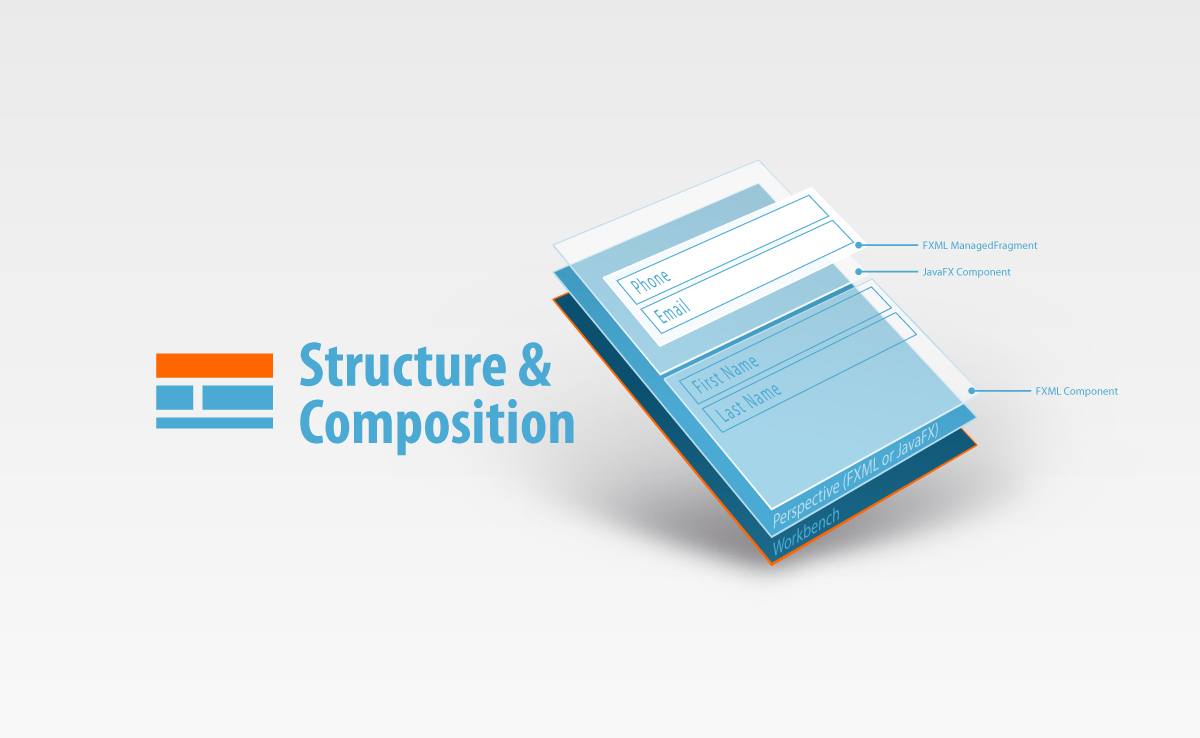 Structure &
Composition
Phone
Email
First Name
Last Name
Perspective (FXML or JavaFX)
Workbench
FXML ManagedFragment
JavaFX Component
FXML Component